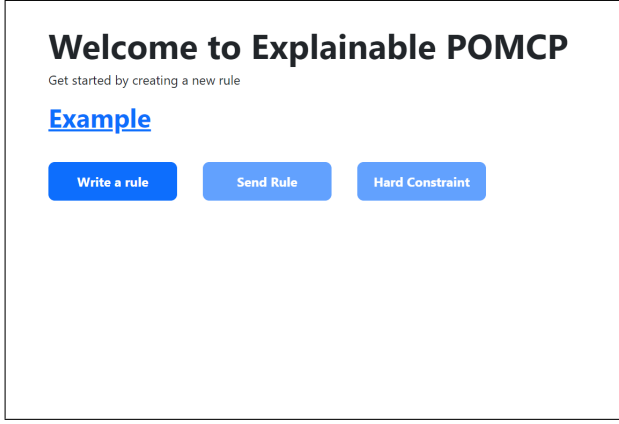 Welcome to Explainable POMCP
Get started by creating a new rule
Example
Write a rule
Send Rule
Hard Constraint